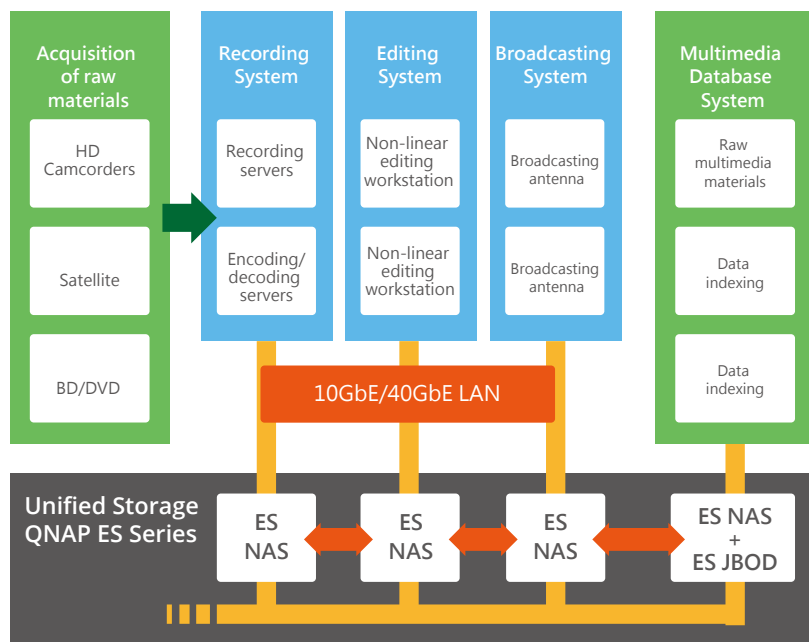 Acquisition
of raw
materials
HD
Camcorders
Satellite
BD/DVD
Recording
System
Recording
servers
Encoding/
decoding
servers
Editing
System
Non-linear
editing
workstation
Non-linear
editing
workstation
Broadcasting
System
Broadcasting
antenna
Broadcasting
antenna
Multimedia
Database
System
Raw
multimedia
materials
Data
indexing
Data
indexing
10GbE/40GbE LAN
Unified Storage
QNAP ES Series
ES
NAS
ES
NAS
ES
NAS
ES NAS
+
ES JBOD